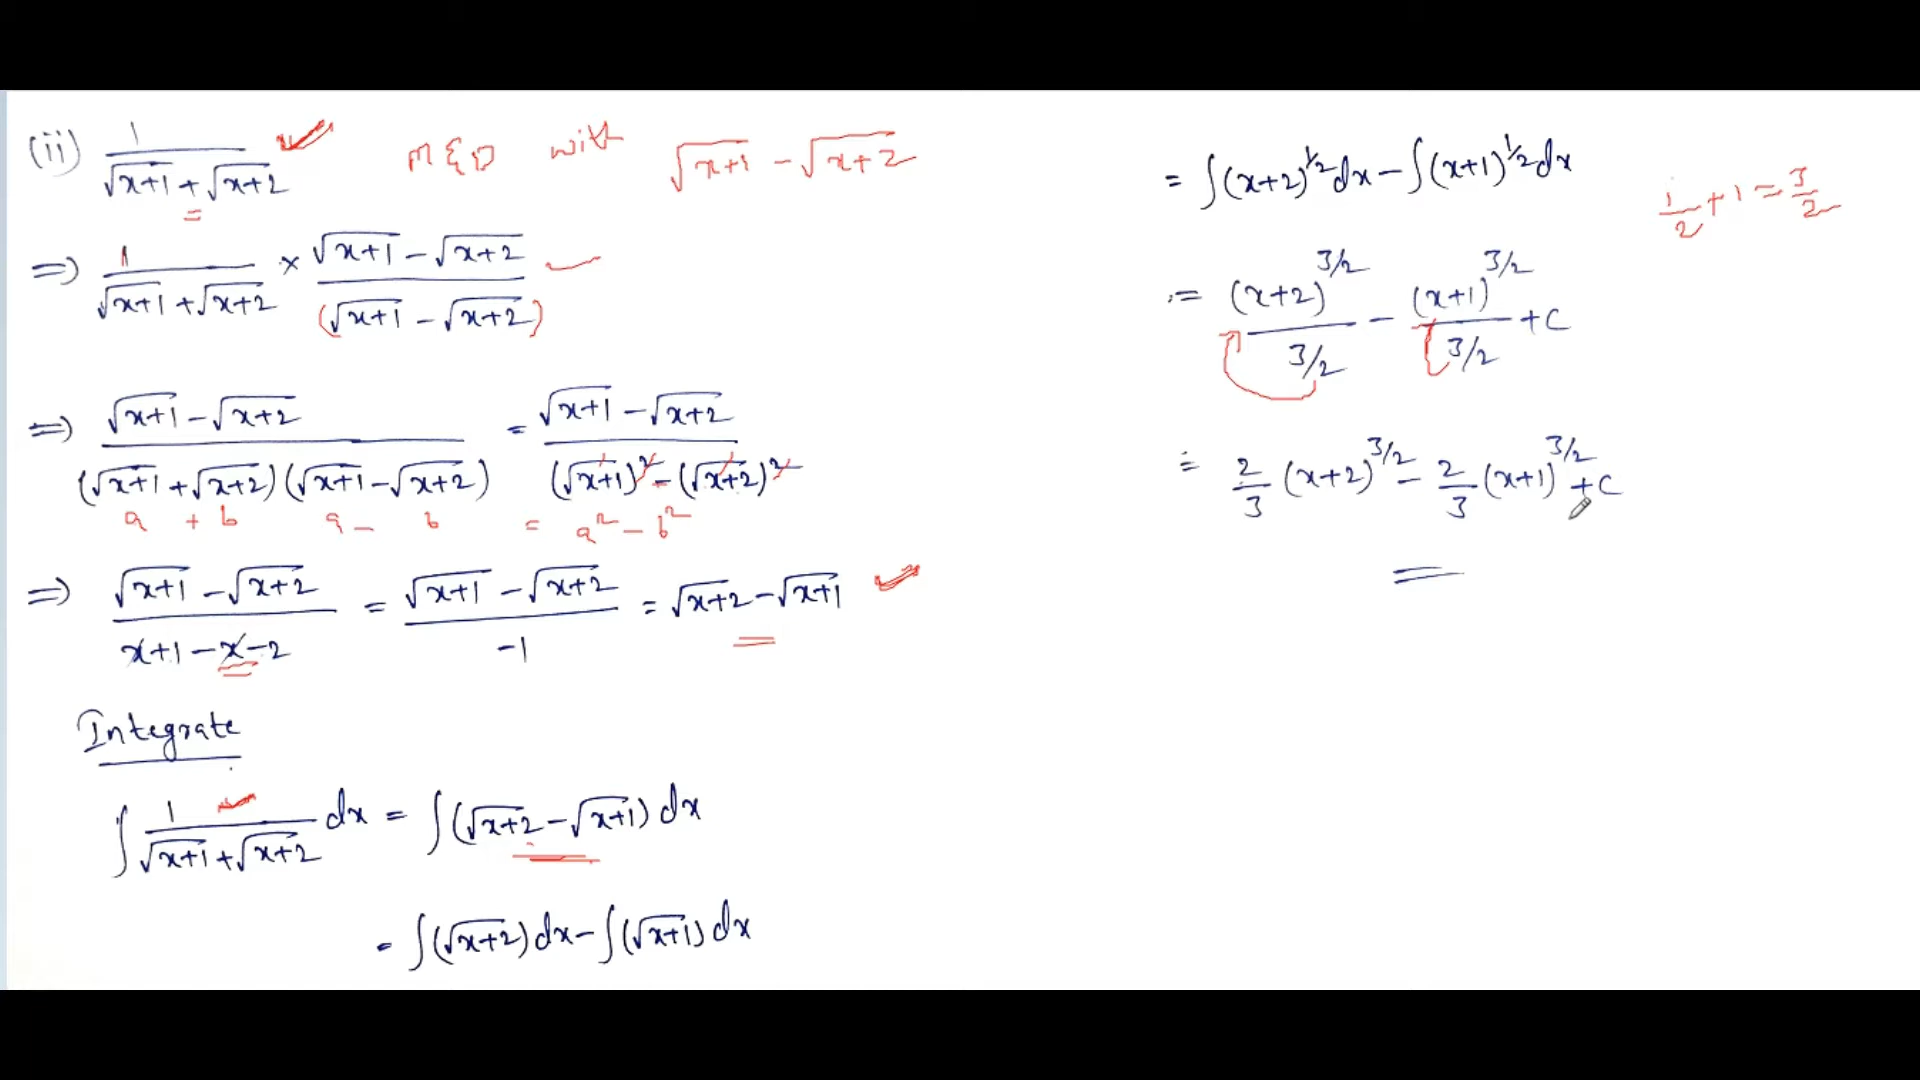 (ii) 1/(√(x+1) + √(x+2)) M&D with √(x+1) - √(x+2)
=
⇒) 1/(√(x+1) + √(x+2)) × (√(x+1) - √(x+2))/(√(x+1) - √(x+2))
⇒) (√(x+1) - √(x+2))/((√(x+1) + √(x+2))(√(x+1) - √(x+2))) = (√(x+1) - √(x+2))/((√(x+1))² - (√(x+2))²)
a + b a - b = a² - b²
⇒) (√(x+1) - √(x+2))/(x+1-x-2) = (√(x+1) - √(x+2))/-1 = √(x+2) - √(x+1)
Integrate
∫ 1/(√(x+1) + √(x+2)) dx = ∫(√(x+2) - √(x+1)) dx
= ∫(√(x+2)) dx - ∫(√(x+1)) dx
= ∫(x+2)^1/2 dx - ∫(x+1)^1/2 dx
1/2 + 1 = 3/2
= (x+2)^3/2 / 3/2 - (x+1)^3/2 / 3/2 + C
= 2/3 (x+2)^3/2 - 2/3 (x+1)^3/2 + C